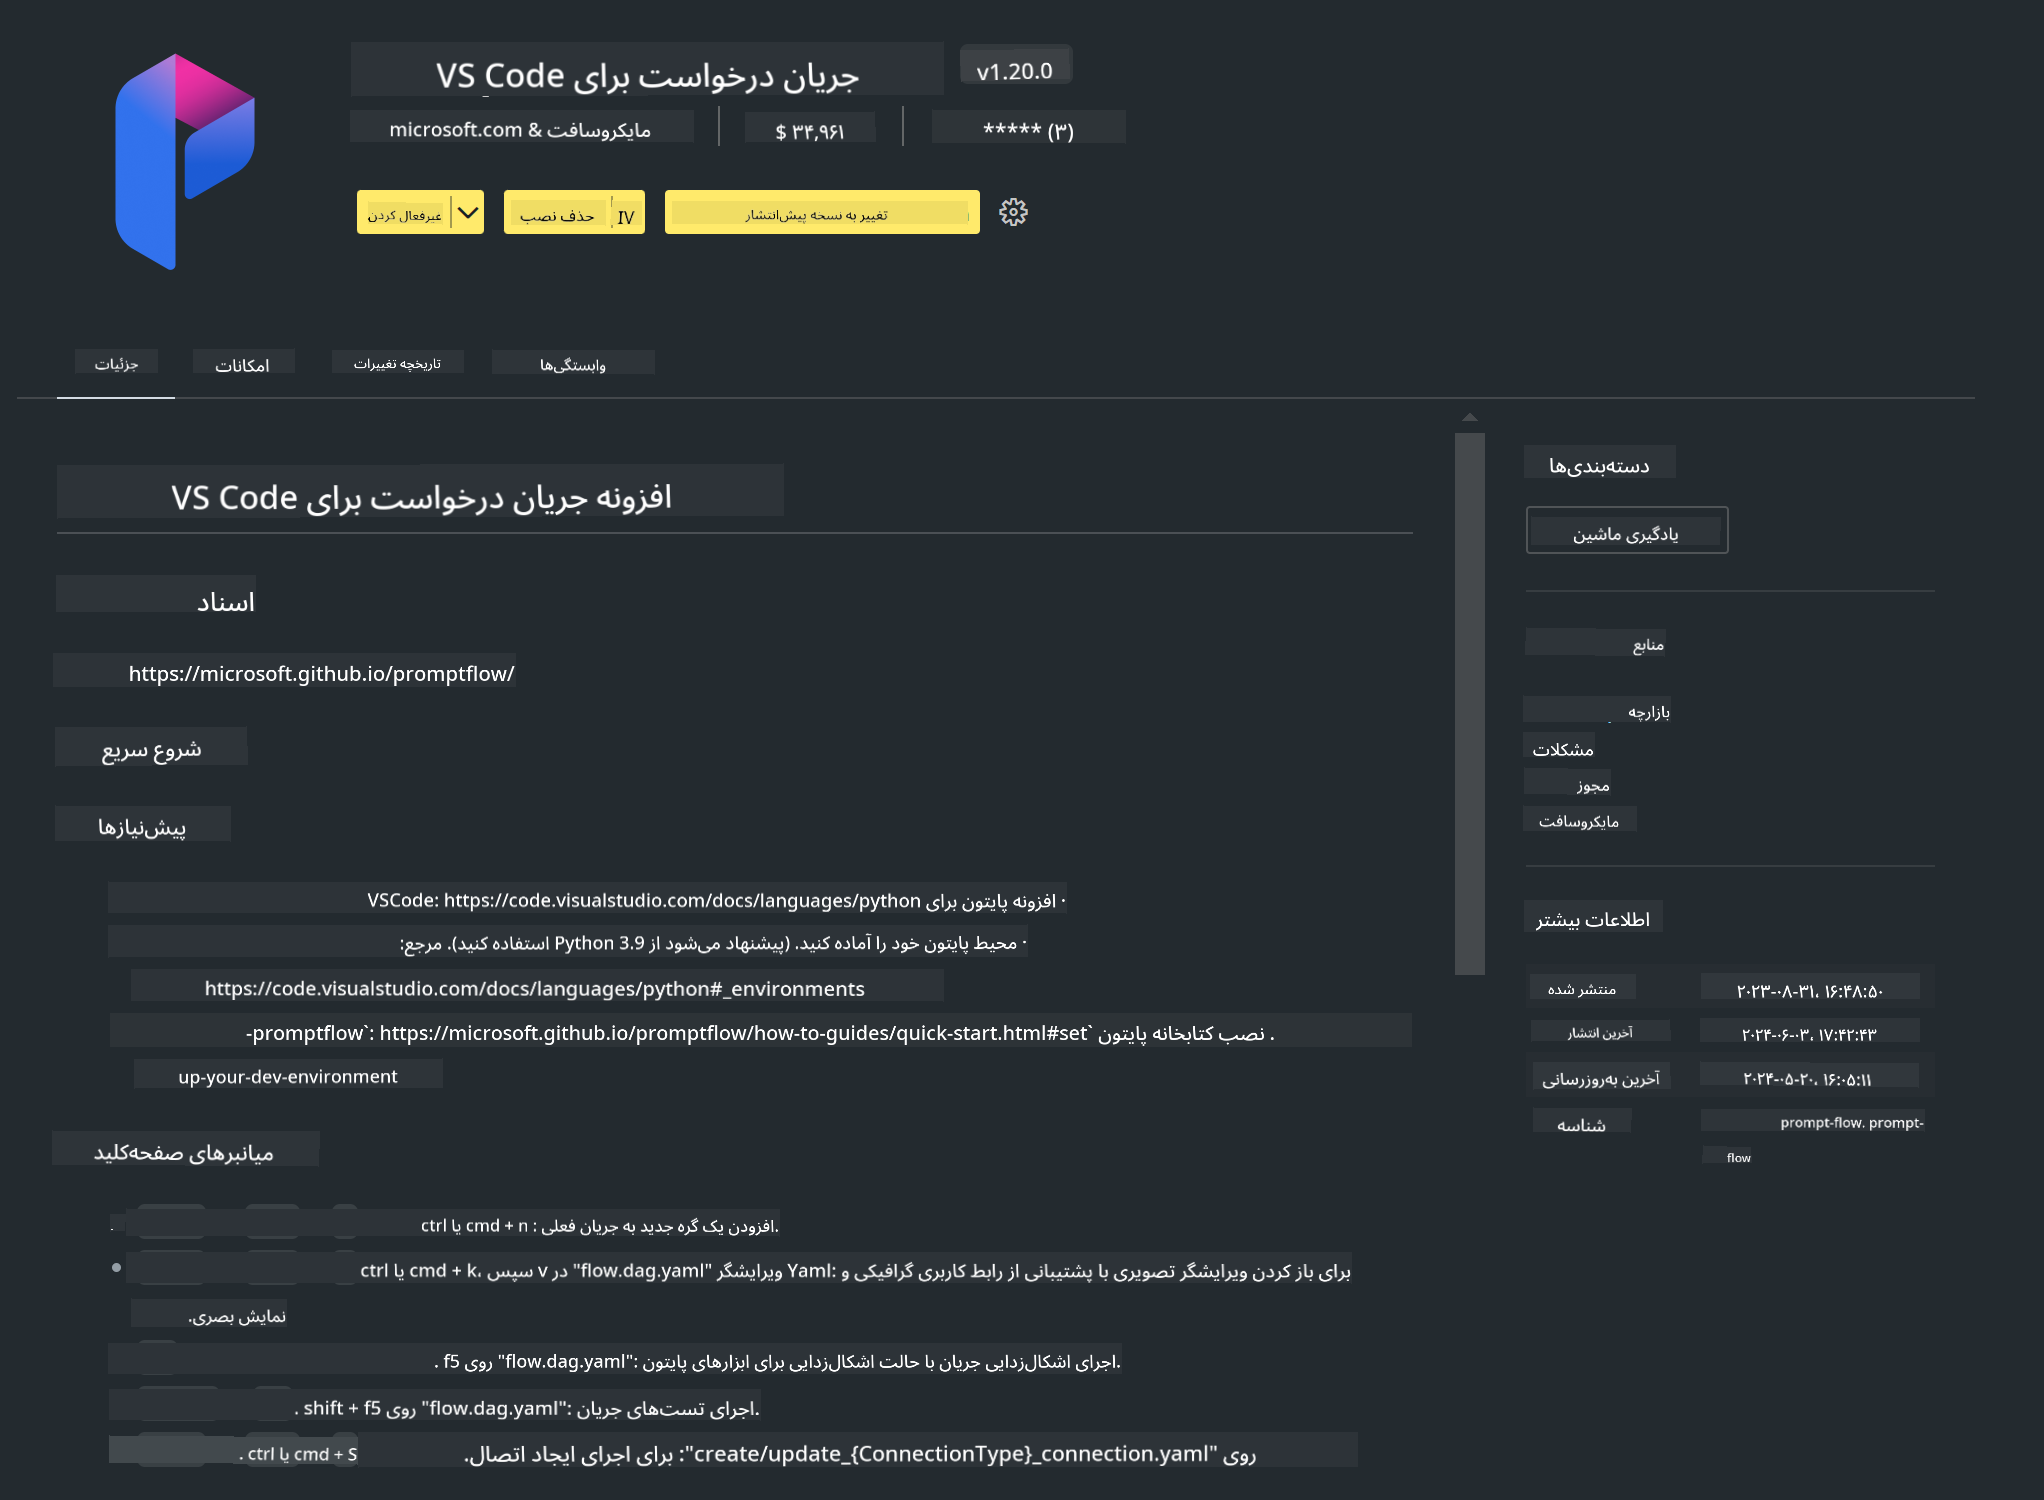 جریان درخواست برای VS Code
v1.20.0
مایکروسافت & microsoft.com
$ ۳۴,۹۶۱
***** (۳)
غیرفعال کردن
حذف نصب
IV
تغییر به نسخه پیش‌انتشار
جزئیات
امکانات
تاریخچه تغییرات
وابستگی‌ها
افزونه جریان درخواست برای VS Code
اسناد
https://microsoft.github.io/promptflow/
شروع سریع
پیش‌نیازها
· افزونه پایتون برای VSCode: https://code.visualstudio.com/docs/languages/python
· محیط پایتون خود را آماده کنید. (پیشنهاد می‌شود از Python 3.9 استفاده کنید). مرجع:
https://code.visualstudio.com/docs/languages/python#_environments
. نصب کتابخانه پایتون `promptflow`: https://microsoft.github.io/promptflow/how-to-guides/quick-start.html#set-
up-your-dev-environment
میانبرهای صفحه‌کلید
ctrl یا cmd + n : افزودن یک گره جدید به جریان فعلی.
ctrl یا cmd + k، سپس v در "flow.dag.yaml" ویرایشگر Yaml: برای باز کردن ویرایشگر تصویری با پشتیبانی از رابط کاربری گرافیکی و
نمایش بصری.
. f5 روی "flow.dag.yaml": اجرای اشکال‌زدایی جریان با حالت اشکال‌زدایی برای ابزارهای پایتون.
. shift + f5 روی "flow.dag.yaml": اجرای تست‌های جریان.
. ctrl یا cmd + S
روی "create/update_{ConnectionType}_connection.yaml": برای اجرای ایجاد اتصال.
دسته‌بندی‌ها
یادگیری ماشین
منابع
بازارچه
مشکلات
مجوز
مایکروسافت
اطلاعات بیشتر
منتشر شده
۲۰۲۳-۰۸-۳۱، ۱۶:۴۸:۵۰
آخرین انتشار
۲۰۲۴-۰۶-۰۳، ۱۷:۴۲:۴۳
آخرین به‌روزرسانی
۲۰۲۴-۰۵-۲۰، ۱۶:۰۵:۱۱
شناسه
prompt-flow. prompt-
flow